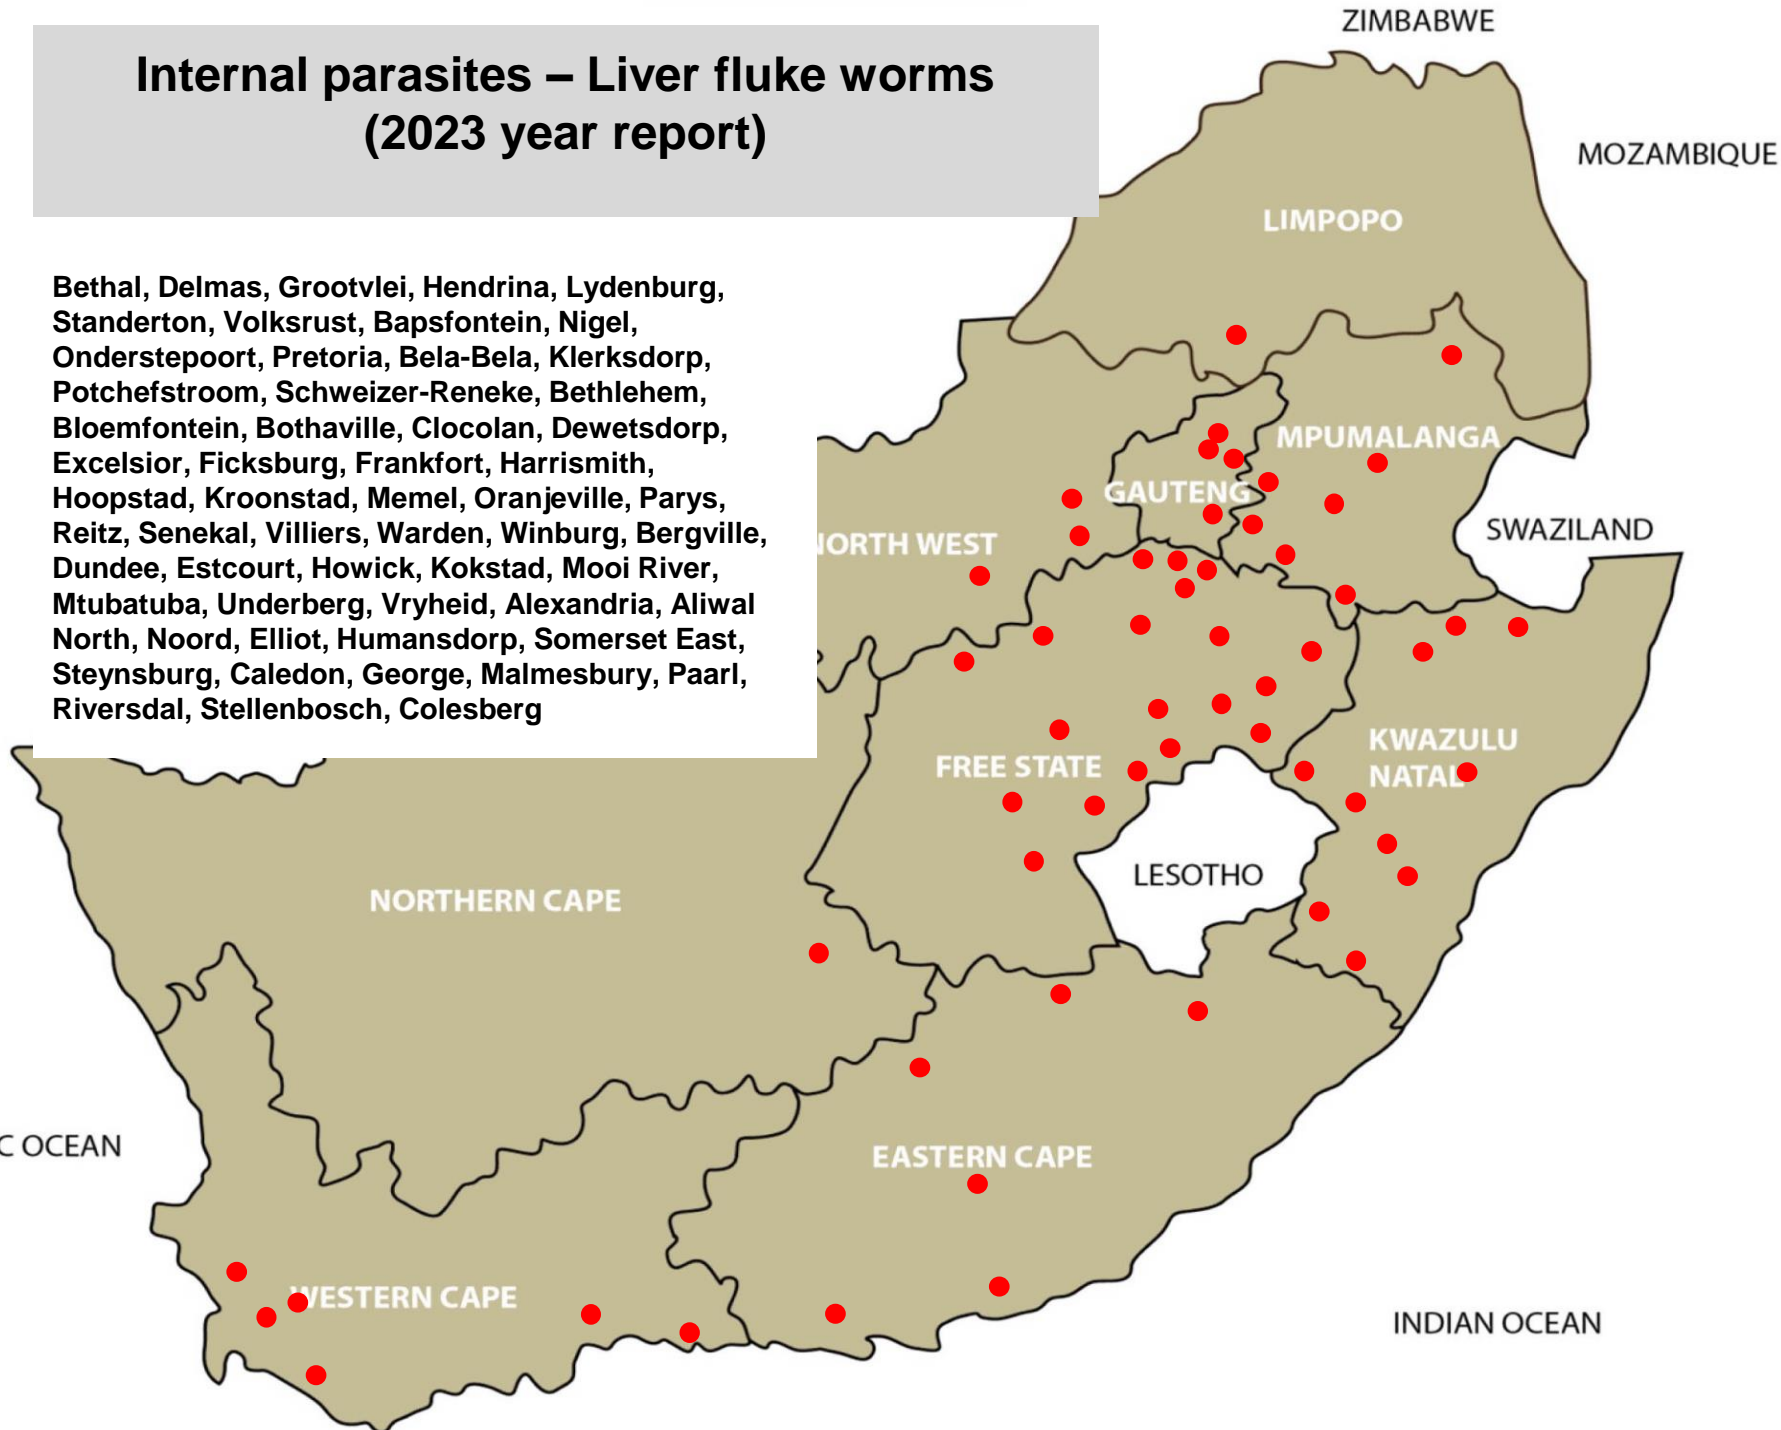 ZIMBABWE
Internal parasites – Liver fluke worms
(2023 year report)
MOZAMBIQUE
LIMPOPO
Bethal, Delmas, Grootvlei, Hendrina, Lydenburg,
Standerton, Volksrust, Bapsfontein, Nigel,
Onderstepoort, Pretoria, Bela-Bela, Klerksdorp,
Potchefstroom, Schweizer-Reneke, Bethlehem,
Bloemfontein, Bothaville, Clocolan, Dewetsdorp,
Excelsior, Ficksburg, Frankfort, Harrismith,
Hoopstad, Kroonstad, Memel, Oranjeville, Parys,
Reitz, Senekal, Villiers, Warden, Winburg, Bergville,
Dundee, Estcourt, Howick, Kokstad, Mooi River,
Mtubatuba, Underberg, Vryheid, Alexandria, Aliwal
North, Noord, Elliot, Humansdorp, Somerset East,
Steynsburg, Caledon, George, Malmesbury, Paarl,
Riversdal, Stellenbosch, Colesberg
MPUMALANGA
GAUTENG
SWAZILAND
NORTH WEST
KWAZULU
NATAL
FREE STATE
LESOTHO
NORTHERN CAPE
C OCEAN
EASTERN CAPE
WESTERN CAPE
INDIAN OCEAN